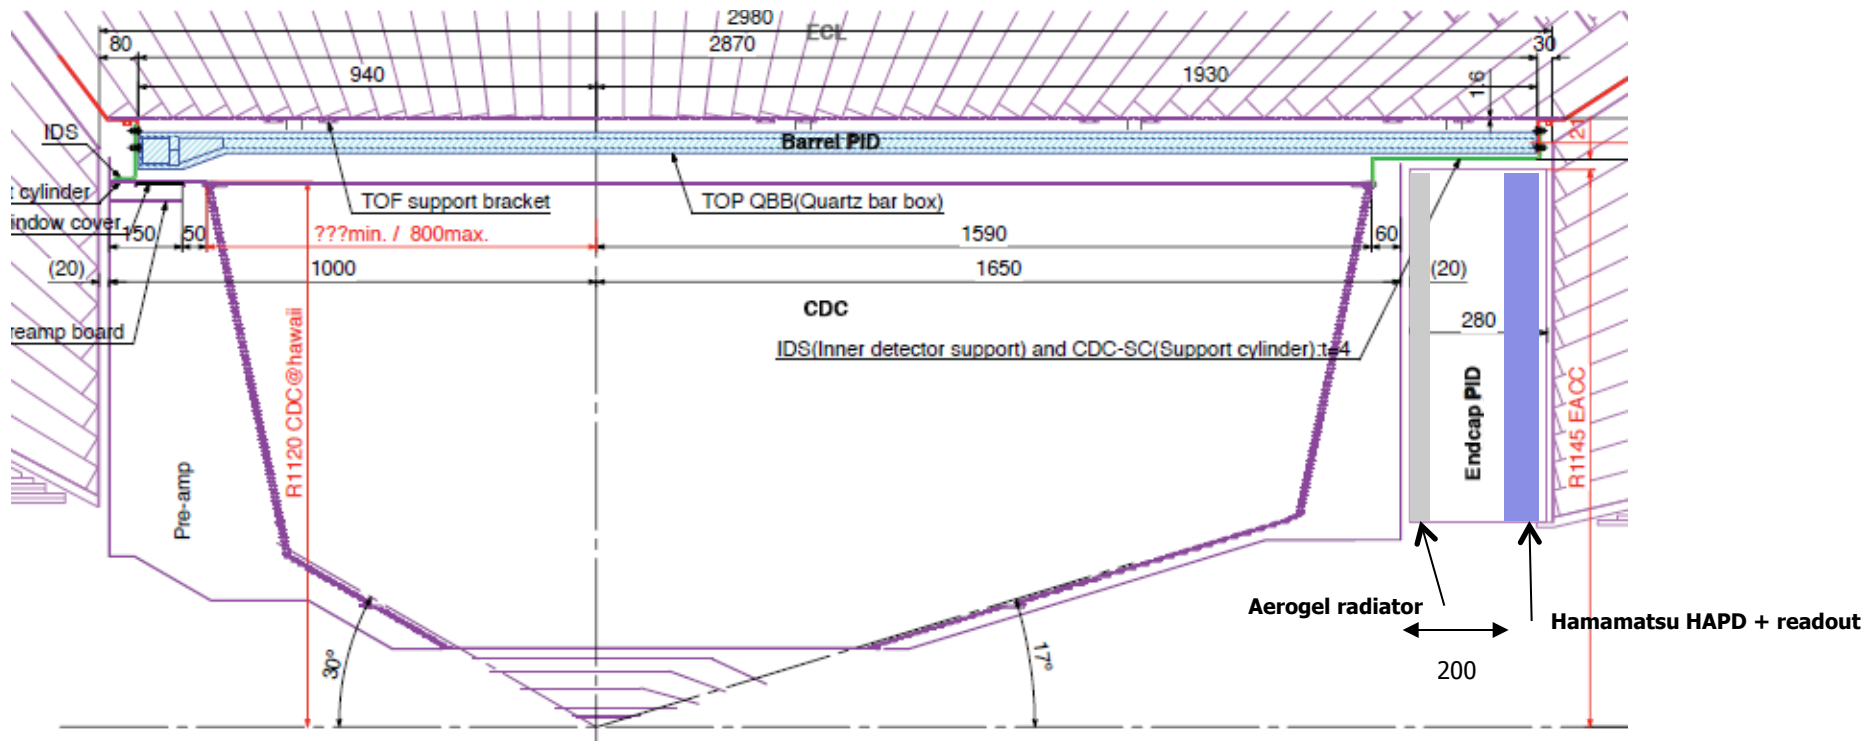 2980
ECL
80
2870
30
940
1930
1.6
IDS
Barrel PID
21
t cylinder
TOF support bracket
TOP QBB(Quartz bar box)
indow cover
150
50
???min. / 800max.
1590
60
(20)
1000
1650
(20)
CDC
280
reamp board
IDS(Inner detector support) and CDC-SC(Support cylinder):t=4
R1120 CDC@hawaii
Endcap PID
R1145 EACC
Pre-amp
Aerogel radiator
Hamamatsu HAPD + readout
30°
17°
200